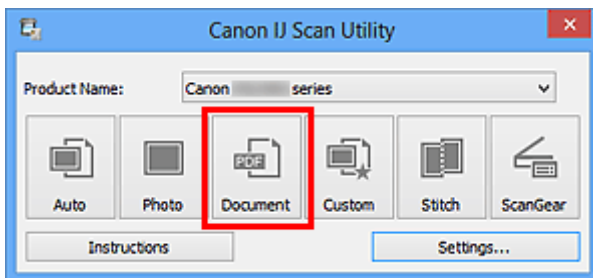 Canon IJ Scan Utility
Product Name: Canon series
PDF
Auto Photo Document Custom Stitch ScanGear
Instructions Settings...